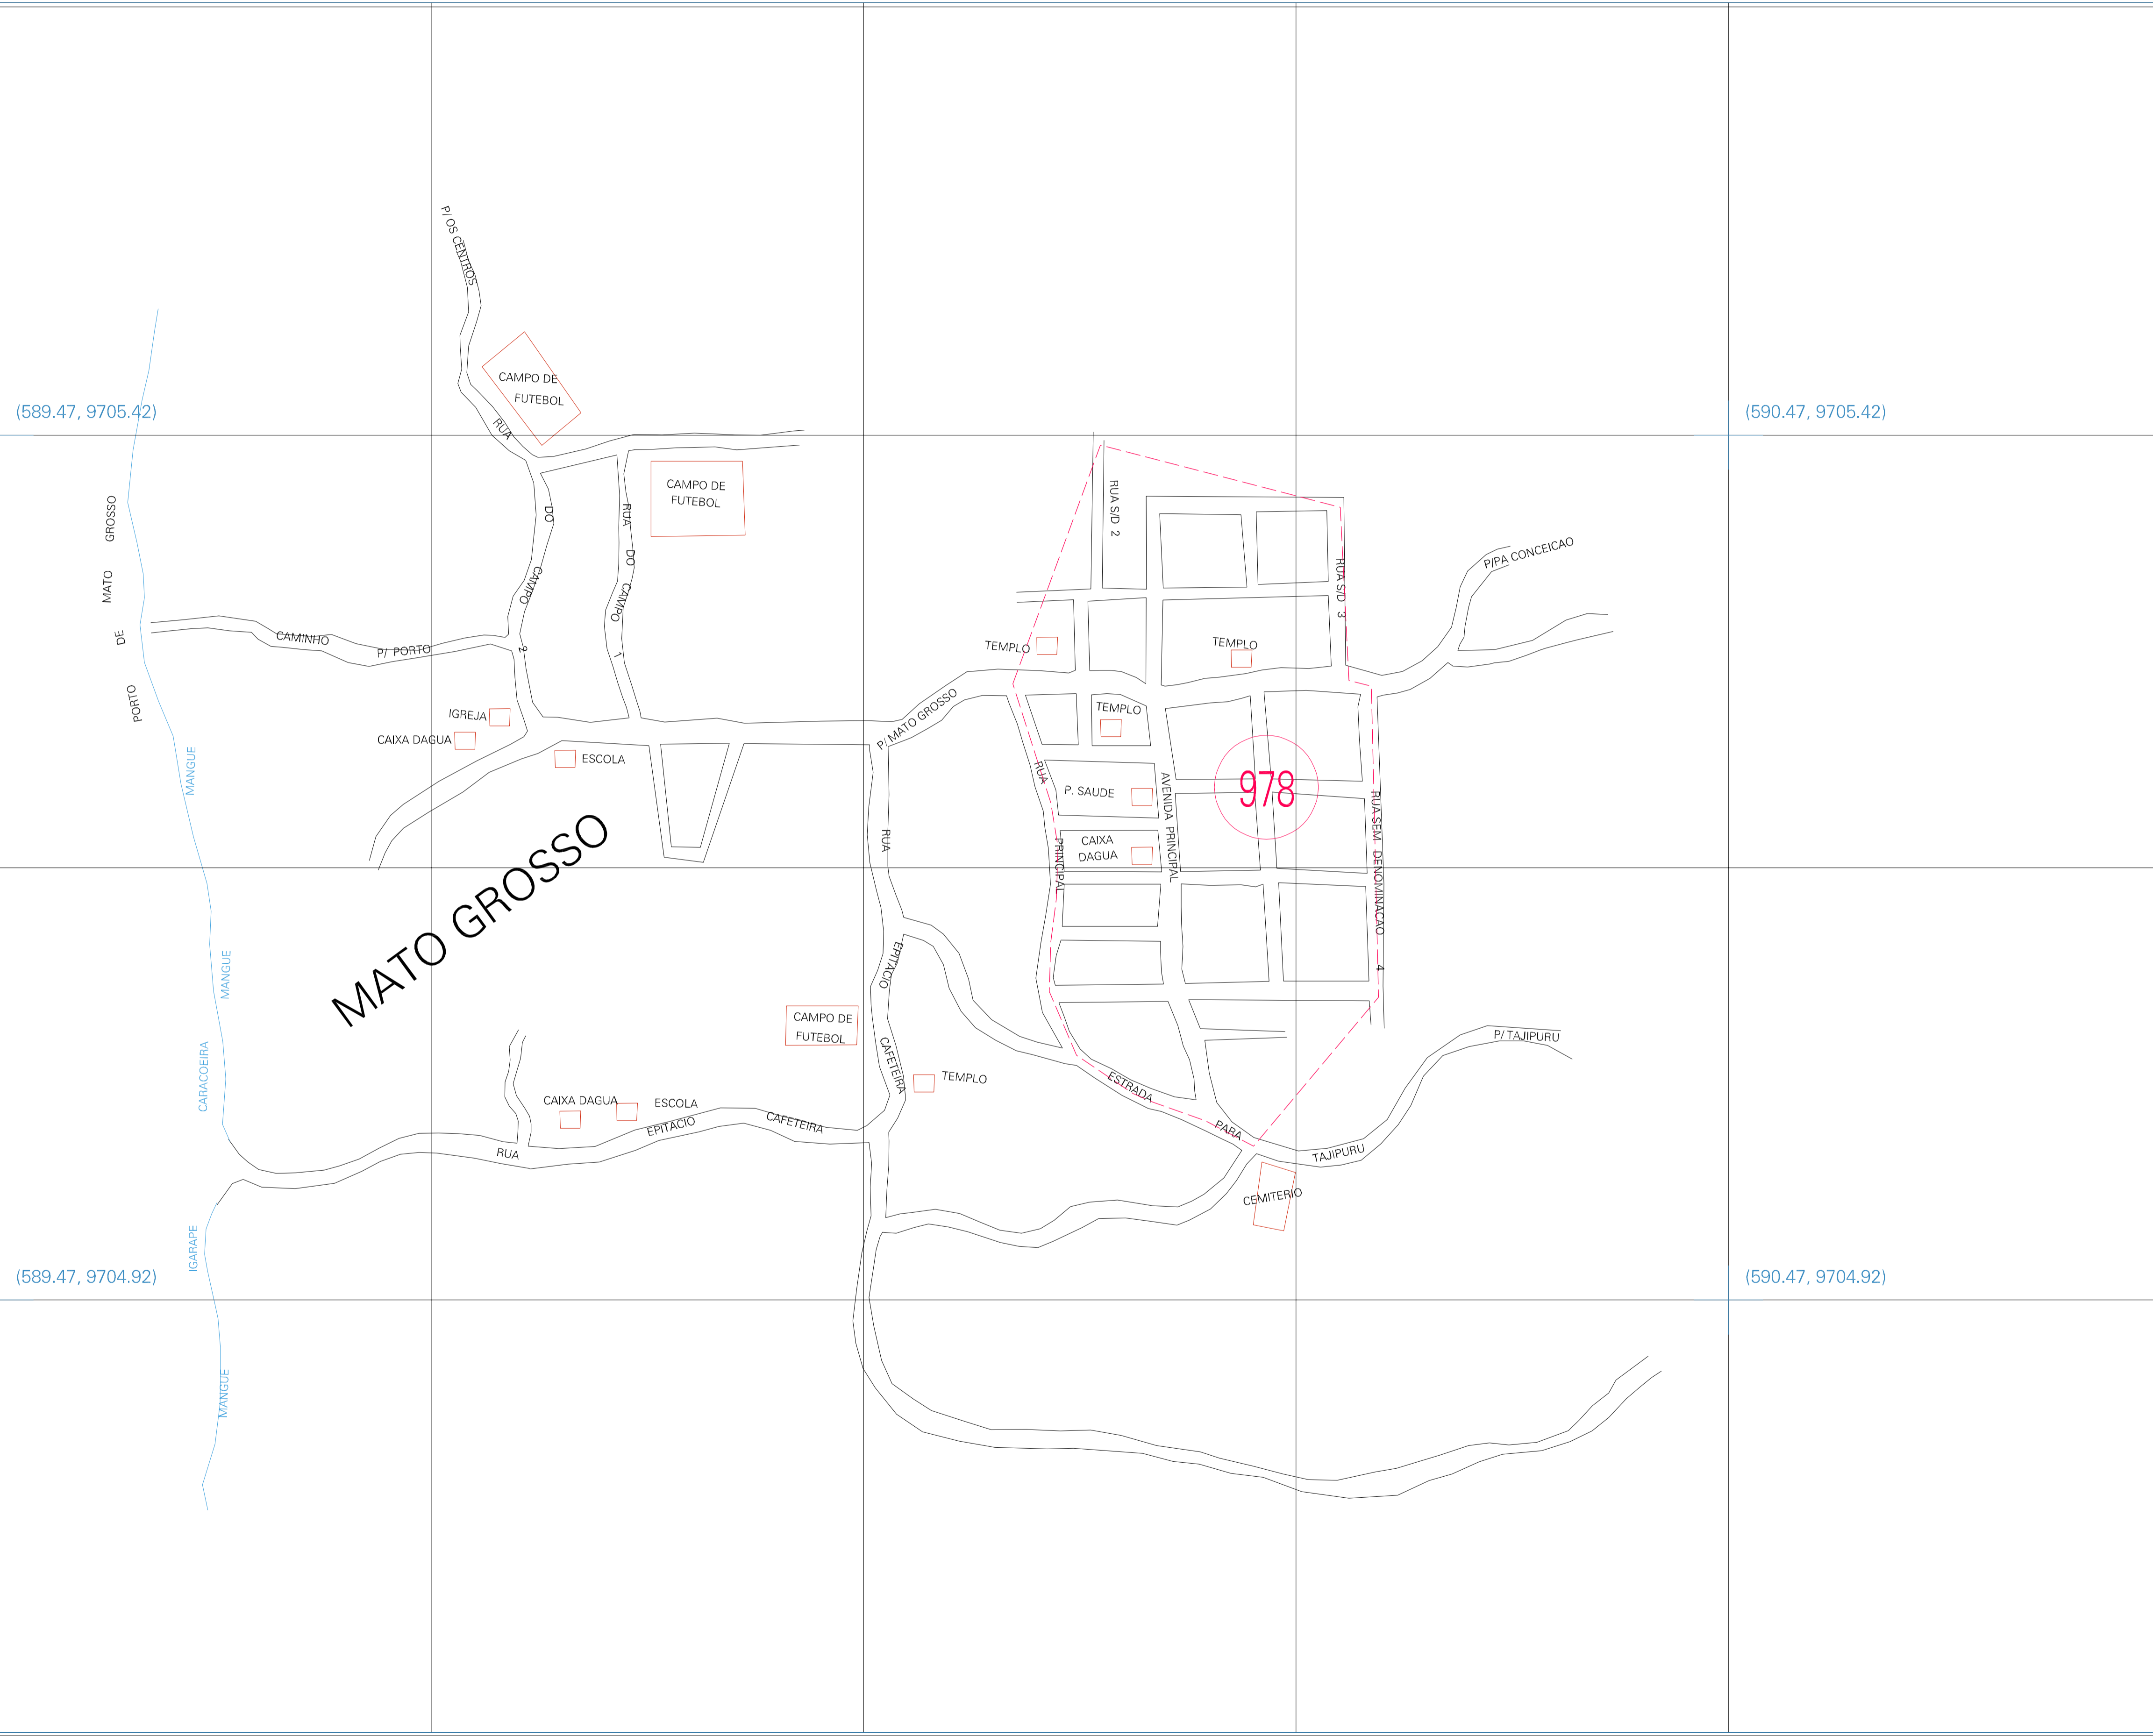 P/ OS CENTROS
CAMPO DE
FUTEBOL
(589.47, 9705.42)
(590.47, 9705.42)
RUA DO CAMPO 2
RUA DO CAMPO 1
CAMPO DE
FUTEBOL
RUA S/D 2
RUA S/D 3
P/PA CONCEICAO
PORTO DE MATO GROSSO
CAMINHO P/ PORTO
TEMPLO
TEMPLO
IGREJA
CAIXA DAGUA
ESCOLA
P/ MATO GROSSO
TEMPLO
MANGUE
RUA PRINCIPAL
P. SAUDE
AVENIDA PRINCIPAL
978
RUA SEM DENOMINACAO 4
CAIXA
DAGUA
MATO GROSSO
RUA EPITACIO CAFETEIRA
MANGUE
CAMPO DE
FUTEBOL
P/ TAJIPURU
IGARAPE CARACOEIRA
TEMPLO
ESTRADA PARA TAJIPURU
CAIXA DAGUA
ESCOLA
RUA EPITACIO CAFETEIRA
CEMITERIO
(589.47, 9704.92)
(590.47, 9704.92)
MANGUE